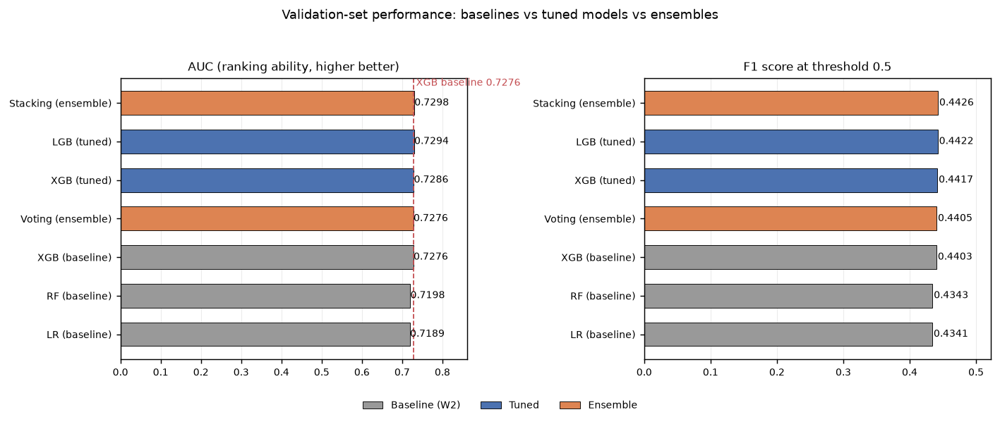 Validation-set performance: baselines vs tuned models vs ensembles
AUC (ranking ability, higher better)
XGB baseline 0.7276
Stacking (ensemble) 0.7298
LGB (tuned) 0.7294
XGB (tuned) 0.7286
Voting (ensemble) 0.7276
XGB (baseline) 0.7276
RF (baseline) 0.7198
LR (baseline) 0.7189
0.0 0.1 0.2 0.3 0.4 0.5 0.6 0.7 0.8
F1 score at threshold 0.5
Stacking (ensemble) 0.4426
LGB (tuned) 0.4422
XGB (tuned) 0.4417
Voting (ensemble) 0.4405
XGB (baseline) 0.4403
RF (baseline) 0.4343
LR (baseline) 0.4341
0.0 0.1 0.2 0.3 0.4 0.5
Baseline (W2) Tuned Ensemble